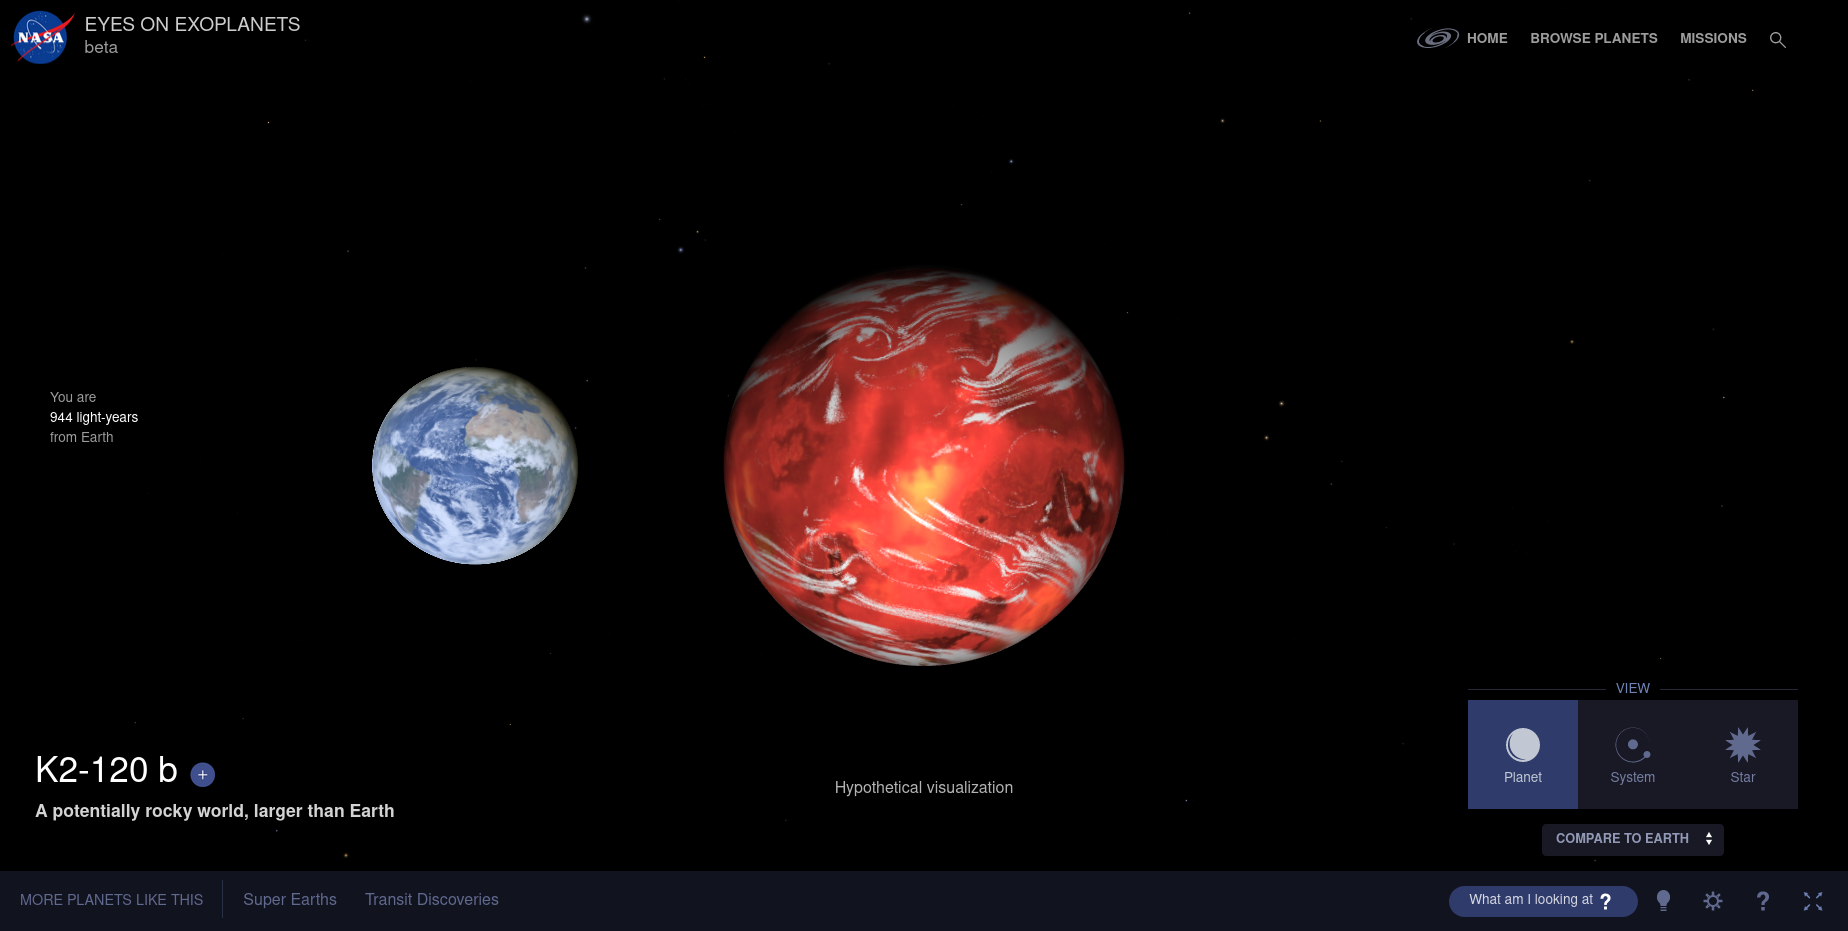 NASA
EYES ON EXOPLANETS
beta
HOME
BROWSE PLANETS
MISSIONS
You are
944 light-years
from Earth
K2-120 b +
A potentially rocky world, larger than Earth
Hypothetical visualization
VIEW
Planet
System
Star
COMPARE TO EARTH
MORE PLANETS LIKE THIS
Super Earths
Transit Discoveries
What am I looking at ?
?